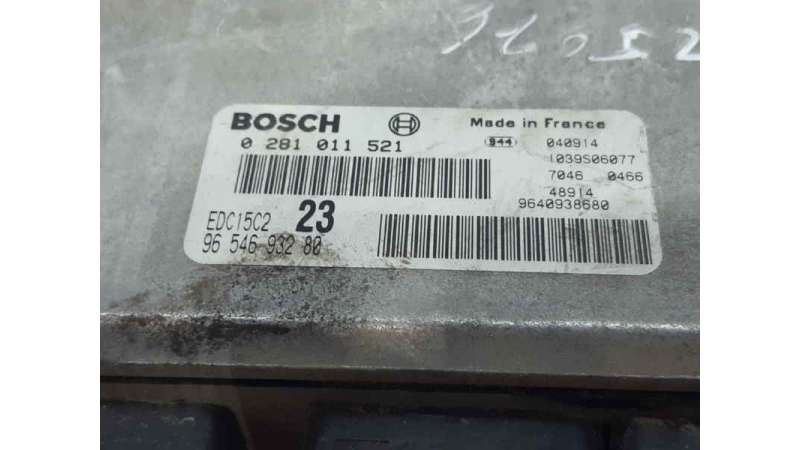 BOSCH
0 281 011 521
EDC15C2 23
96 546 932 80
Made in France
944 040914
1039S06077
7046 0466
48914
9640938680